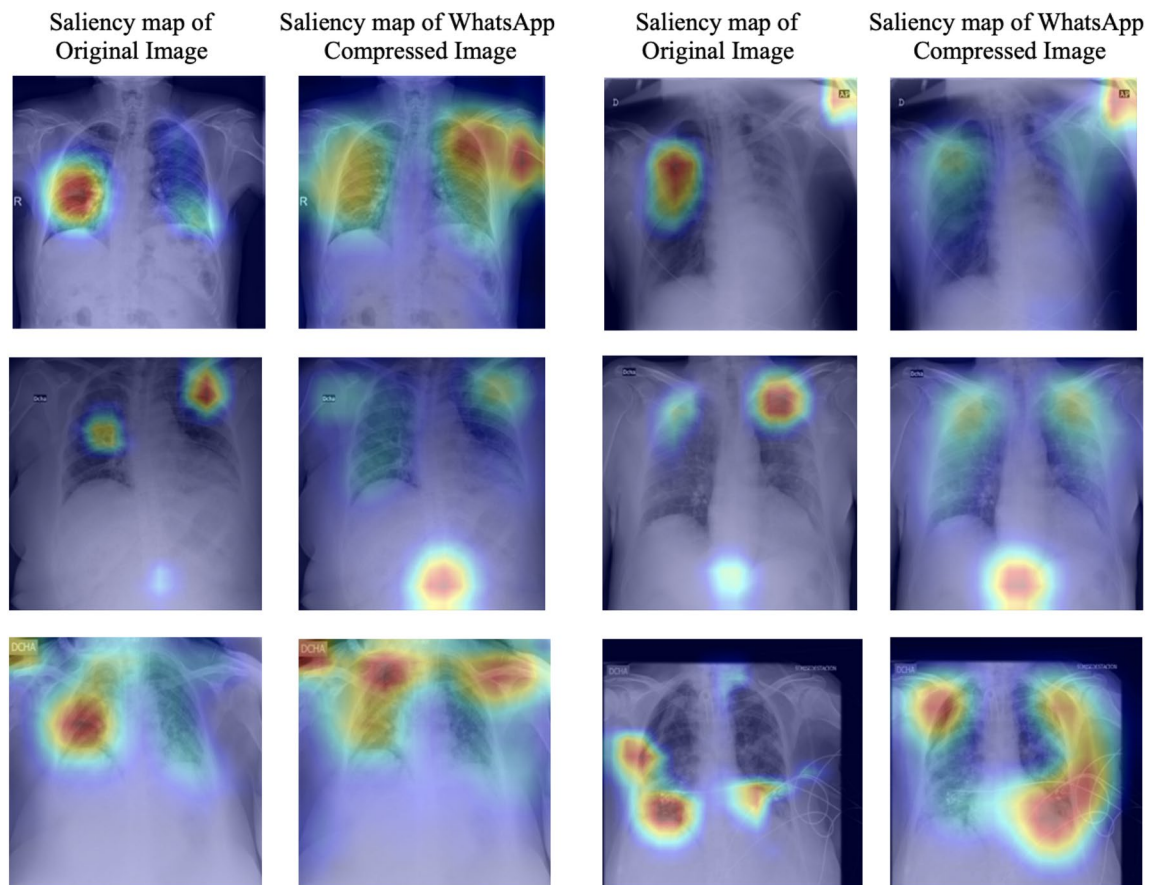 Saliency map of
Original Image
Saliency map of WhatsApp
Compressed Image
Saliency map of
Original Image
Saliency map of WhatsApp
Compressed Image
R
R
D
AP
D
AP
Dcha
Dcha
Dcha
Dcha
DCHA
DCHA
DCHA
DCHA